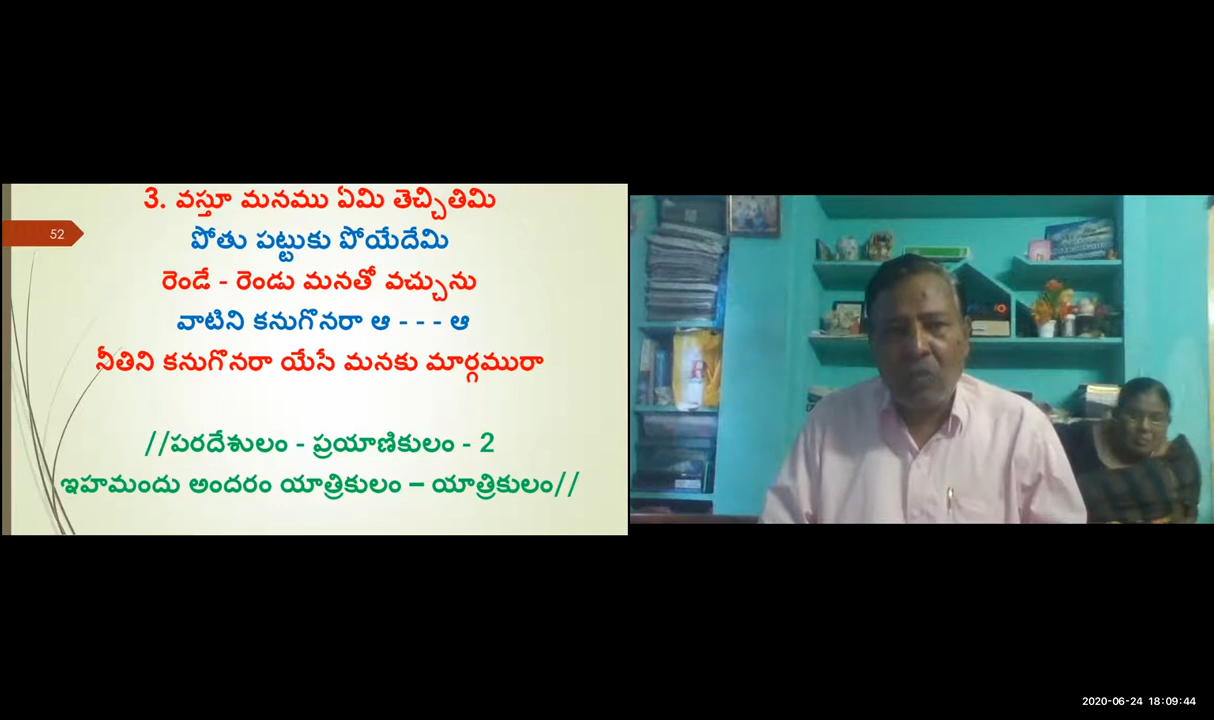 3. వస్తూ మనము ఏమి తెచ్చితిమి
52
పోతు పట్టుకు పోయేదేమి
రెండే - రెండు మనతో వచ్చును
వాటిని కనుగొనరా ఆ - - - ఆ
నీతిని కనుగొనరా యేసే మనకు మార్గమురా
//పరదేశులం - ప్రయాణికులం - 2
ఇహమందు అందరం యాత్రికులం – యాత్రికులం//
2020-06-24 18:09:44